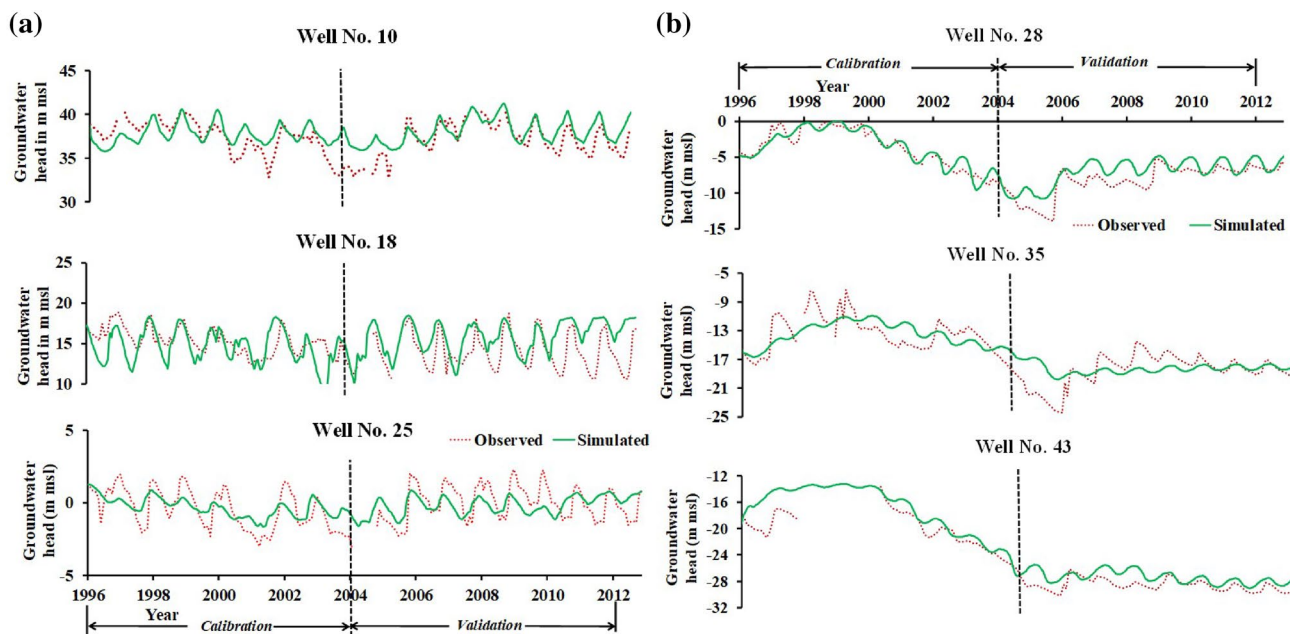 (a)
Well No. 10
Groundwater
head in m msl
45
40
35
30
Well No. 18
Groundwater
head in m msl
25
20
15
10
Well No. 25
Observed Simulated
Groundwater
head (m msl)
5
0
-5
1996 1998 2000 2002 2004 2006 2008 2010 2012
Year
Calibration Validation
(b)
Well No. 28
Calibration Validation
Year
1996 1998 2000 2002 2004 2006 2008 2010 2012
Groundwater
head (m msl)
0
-5
-10
-15
Observed Simulated
Well No. 35
Groundwater
head (m msl)
-5
-9
-13
-17
-21
-25
Well No. 43
Groundwater
head (m msl)
-12
-16
-20
-24
-28
-32